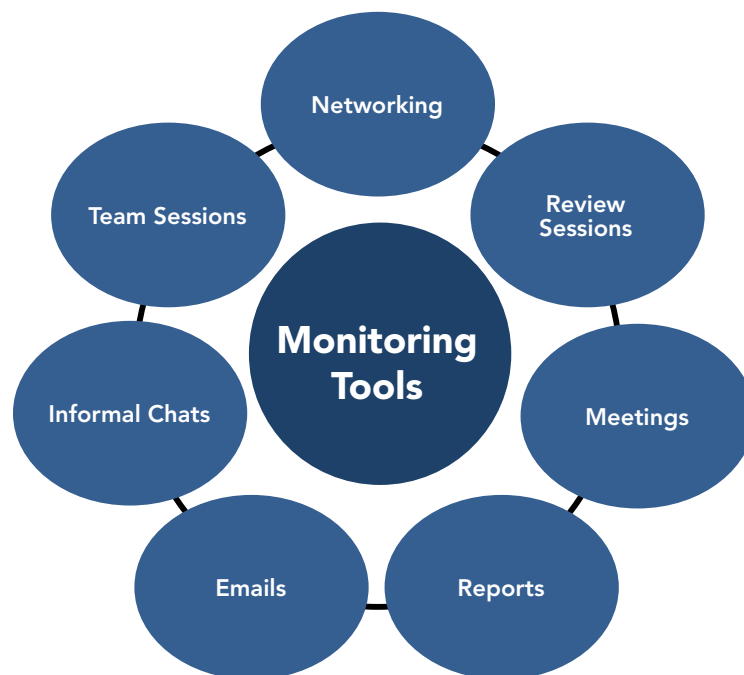 Networking
Team Sessions
Review
Sessions
Monitoring
Tools
Informal Chats
Meetings
Emails
Reports